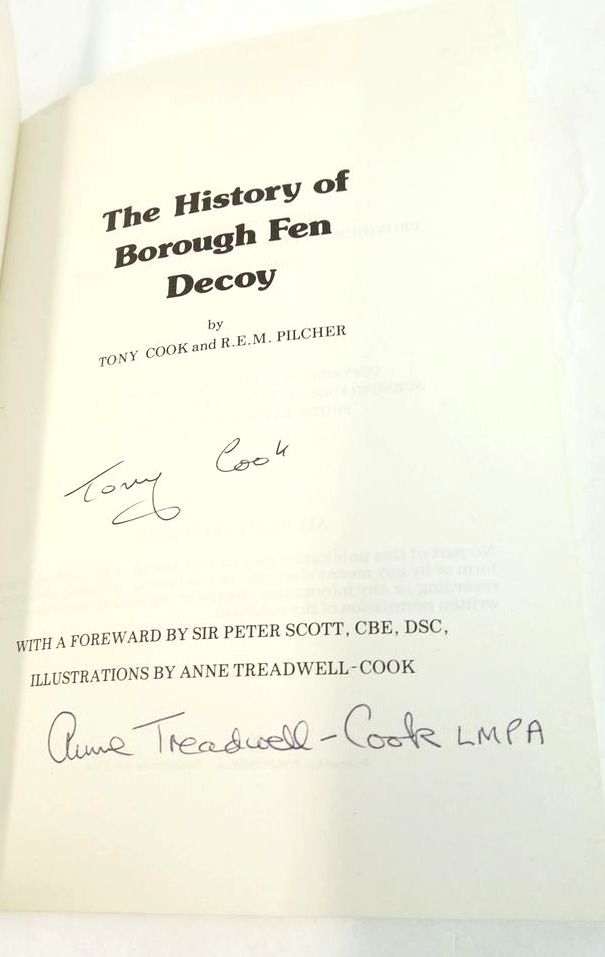 The History of
Borough Fen
Decoy
by
TONY COOK and R.E.M. PILCHER
Tony Cook
WITH A FOREWARD BY SIR PETER SCOTT, CBE, DSC,
ILLUSTRATIONS BY ANNE TREADWELL-COOK
Anne Treadwell-Cook LMPA